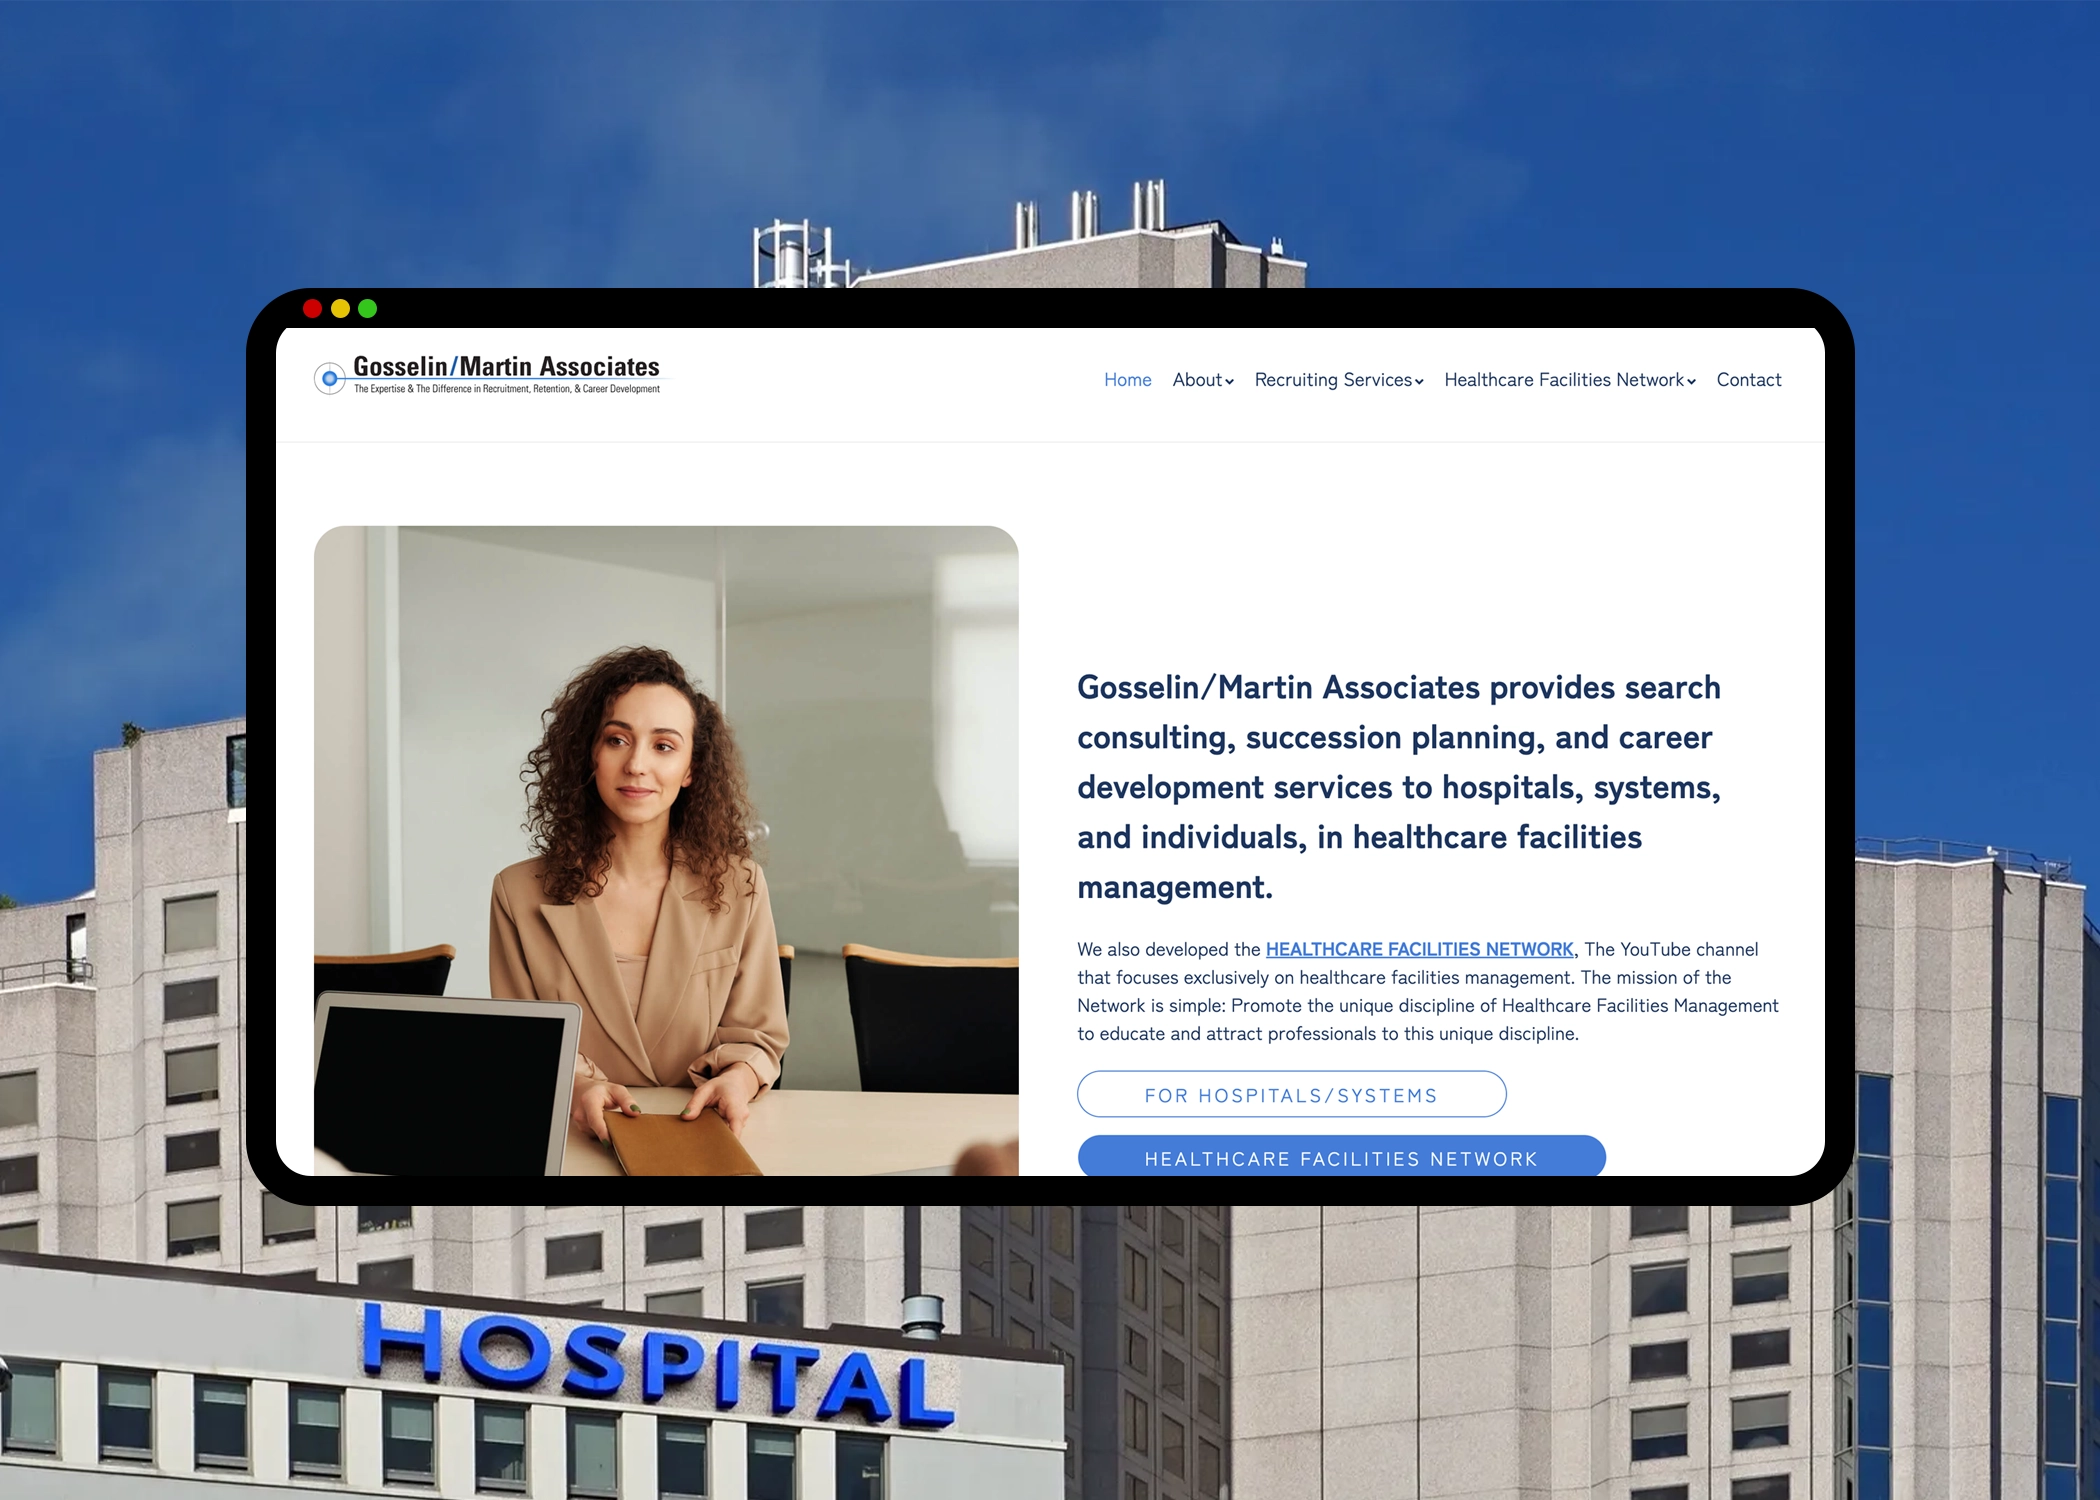 Gosselin/Martin Associates
The Expertise & The Difference in Recruitment, Retention, & Career Development
Home About Recruiting Services Healthcare Facilities Network Contact
Gosselin/Martin Associates provides search
consulting, succession planning, and career
development services to hospitals, systems,
and individuals, in healthcare facilities
management.
We also developed the HEALTHCARE FACILITIES NETWORK, The YouTube channel
that focuses exclusively on healthcare facilities management. The mission of the
Network is simple: Promote the unique discipline of Healthcare Facilities Management
to educate and attract professionals to this unique discipline.
FOR HOSPITALS/SYSTEMS
HEALTHCARE FACILITIES NETWORK
HOSPITAL